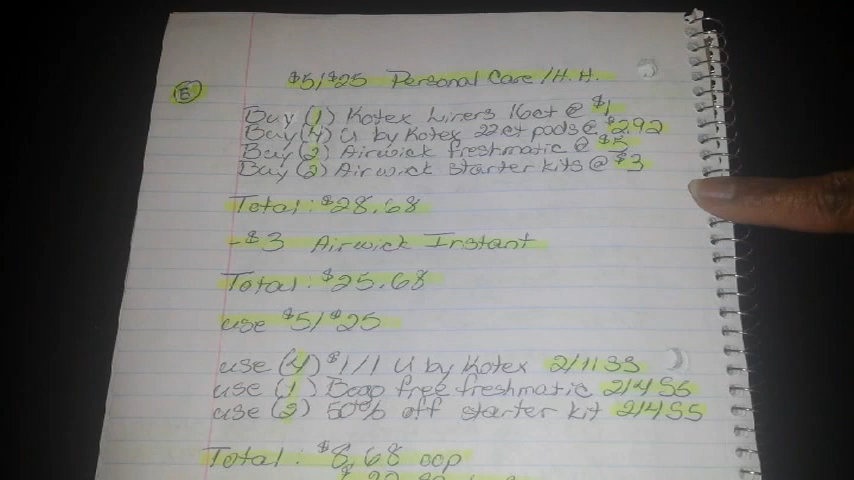 $5/$25 Personal Care / H.H.
B
Buy (1) Kotex Liners 16ct @ $1
Buy (4) U by Kotex 22 ct pads @ $2.92
Buy (2) Airwick freshmatic @ $5
Buy (2) Airwick starter kits @ $3
Total: $28.68
-$3 Airwick Instant
Total: $25.68
use $5/$25
use (4) $1/1 U by Kotex 2/11 SS
use (1) Bogo free freshmatic 2/4 SS
use (2) 50% off starter kit 2/4 SS
Total: $8.68 oop